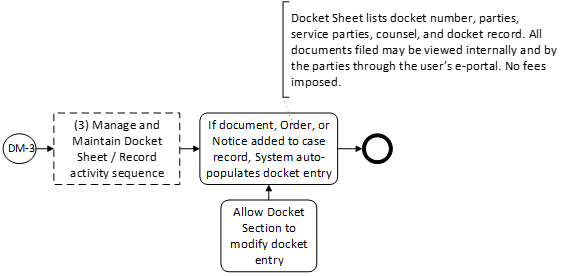 Docket Sheet lists docket number, parties,
service parties, counsel, and docket record. All
documents filed may be viewed internally and by
the parties through the user's e-portal. No fees
imposed.
DM-3
(3) Manage and
Maintain Docket
Sheet / Record
activity sequence
If document, Order, or
Notice added to case
record, System auto-
populates docket entry
Allow Docket
Section to
modify docket
entry